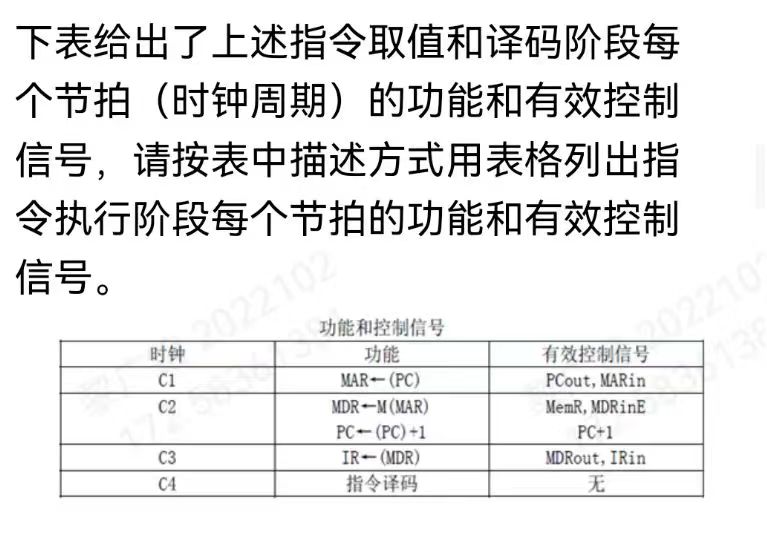 下表给出了上述指令取值和译码阶段每
个节拍（时钟周期）的功能和有效控制
信号，请按表中描述方式用表格列出指
令执行阶段每个节拍的功能和有效控制
信号。
功能和控制信号
时钟 功能 有效控制信号
C1 MAR←(PC) PCout,MARin
C2 MDR←M(MAR) MemR,MDRinE
PC←(PC)+1 PC+1
C3 IR←(MDR) MDRout,IRin
C4 指令译码 无